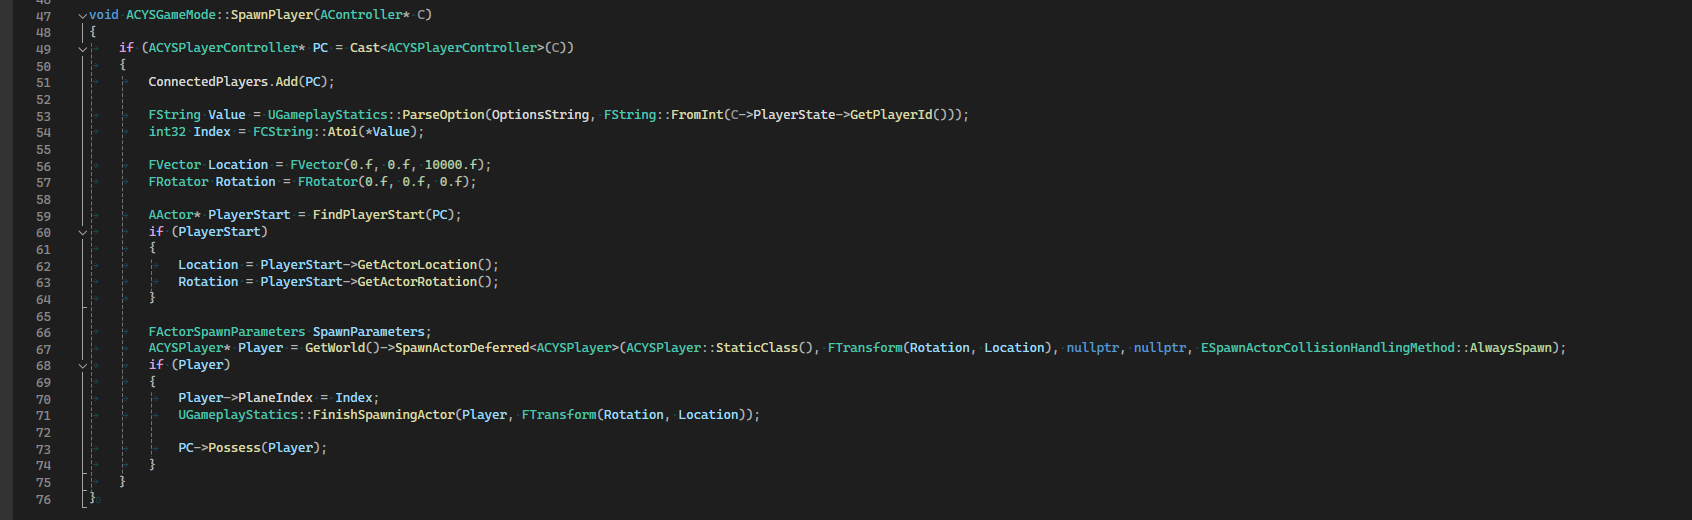 47 void ACYSGameMode::SpawnPlayer(AController* C)
48 {
49 if (ACYSPlayerController* PC = Cast<ACYSPlayerController>(C))
50 {
51 ConnectedPlayers.Add(PC);
52
53 FString Value = UGameplayStatics::ParseOption(OptionsString, FString::FromInt(C->PlayerState->GetPlayerId()));
54 int32 Index = FCString::Atoi(*Value);
55
56 FVector Location = FVector(0.f, 0.f, 10000.f);
57 FRotator Rotation = FRotator(0.f, 0.f, 0.f);
58
59 AActor* PlayerStart = FindPlayerStart(PC);
60 if (PlayerStart)
61 {
62 Location = PlayerStart->GetActorLocation();
63 Rotation = PlayerStart->GetActorRotation();
64 }
65
66 FActorSpawnParameters SpawnParameters;
67 ACYSPlayer* Player = GetWorld()->SpawnActorDeferred<ACYSPlayer>(ACYSPlayer::StaticClass(), FTransform(Rotation, Location), nullptr, nullptr, ESpawnActorCollisionHandlingMethod::AlwaysSpawn);
68 if (Player)
69 {
70 Player->PlaneIndex = Index;
71 UGameplayStatics::FinishSpawningActor(Player, FTransform(Rotation, Location));
72
73 PC->Possess(Player);
74 }
75 }
76 }